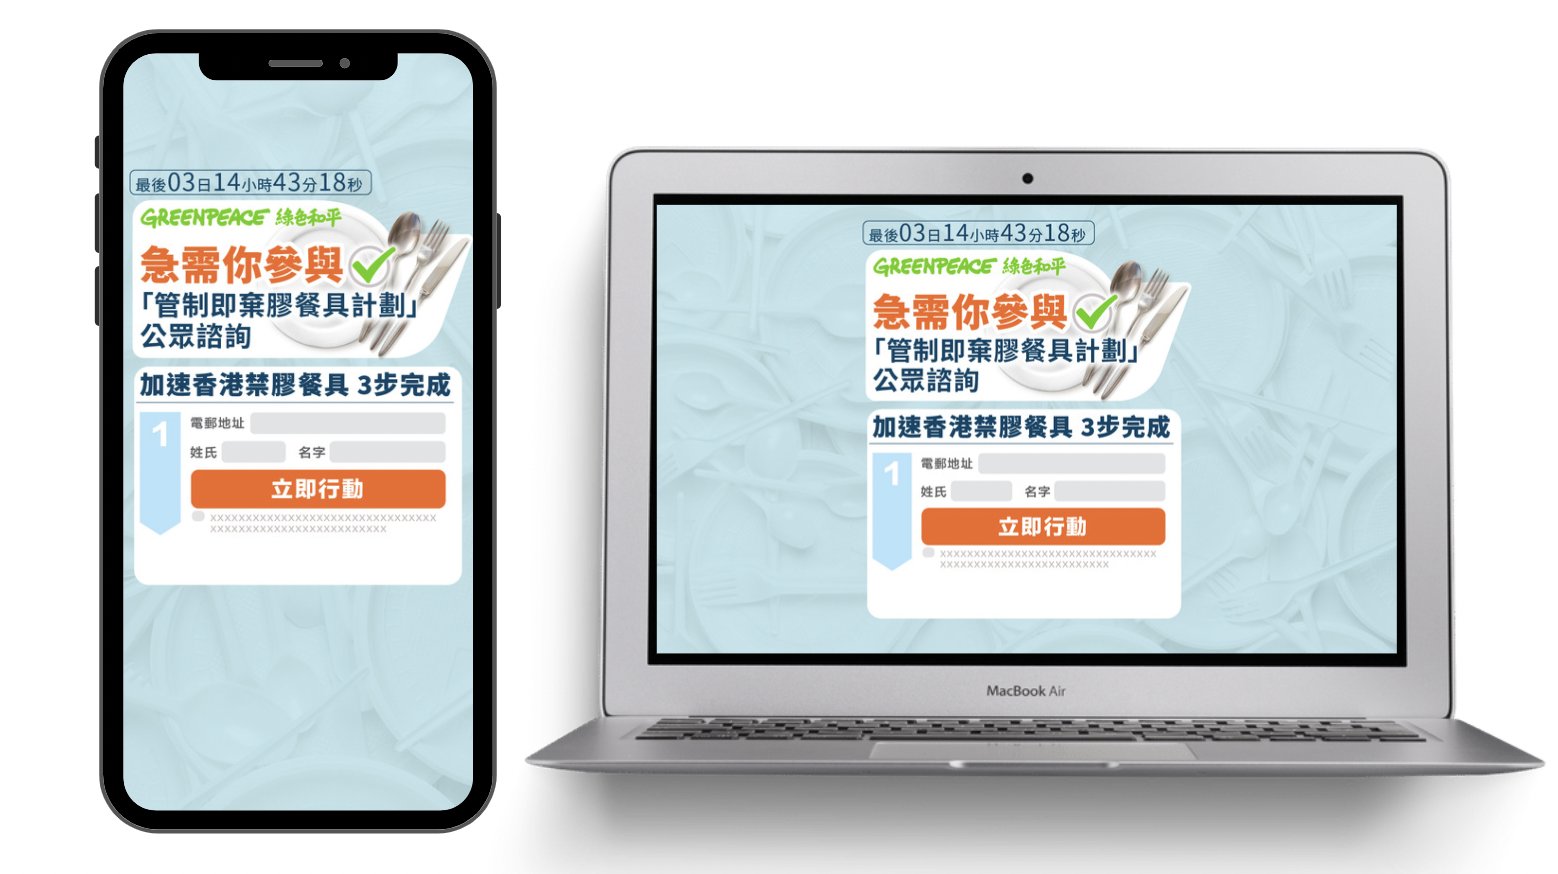 最後03日14小時43分18秒
GREENPEACE 綠色和平
急需你參與
「管制即棄膠餐具計劃」
公眾諮詢
加速香港禁膠餐具 3步完成
1
電郵地址
姓氏 名字
立即行動
xxxxxxxxxxxxxxxxxxxxxxxxxxxxxxxx
xxxxxxxxxxxxxxxxxxxxxxxxx
最後03日14小時43分18秒
GREENPEACE 綠色和平
急需你參與
「管制即棄膠餐具計劃」
公眾諮詢
加速香港禁膠餐具 3步完成
1
電郵地址
姓氏 名字
立即行動
xxxxxxxxxxxxxxxxxxxxxxxxxxxxxxxx
xxxxxxxxxxxxxxxxxxxxxxxxx
MacBook Air